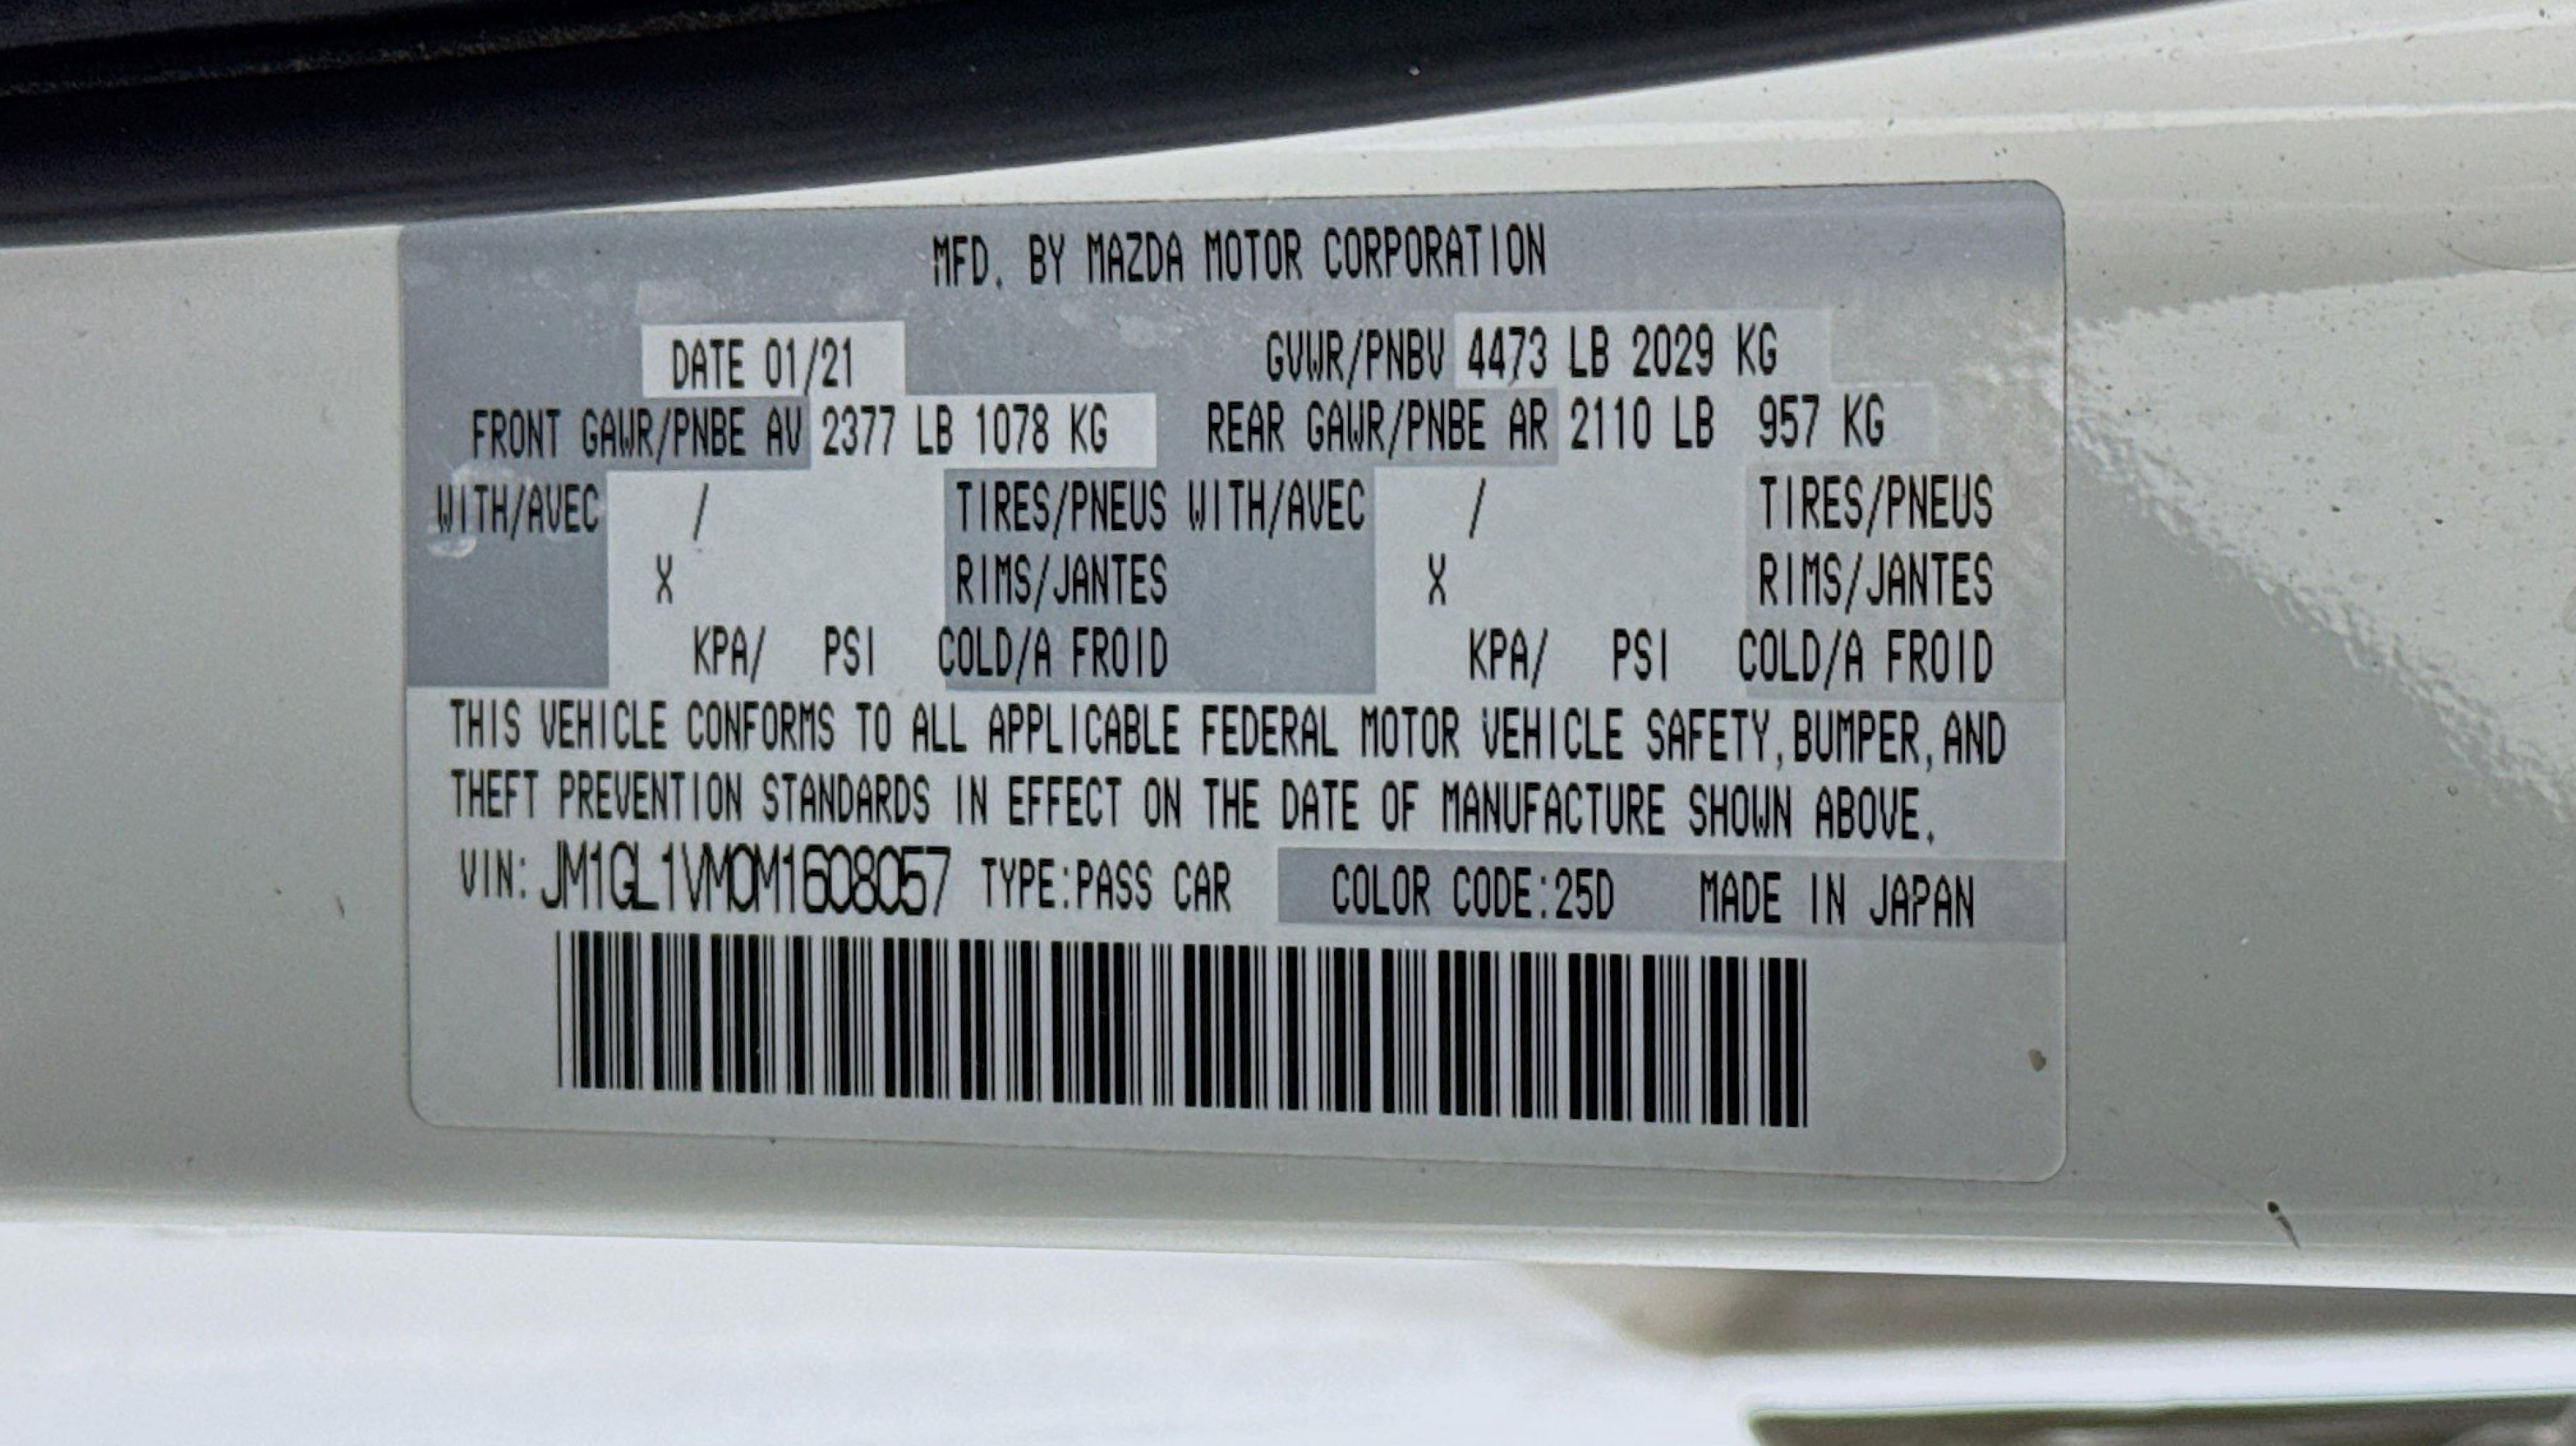 MFD. BY MAZDA MOTOR CORPORATION
DATE 01/21 GVWR/PNBV 4473 LB 2029 KG
FRONT GAWR/PNBE AV 2377 LB 1078 KG REAR GAWR/PNBE AR 2110 LB 957 KG
WITH/AVEC / TIRES/PNEUS WITH/AVEC / TIRES/PNEUS
X RIMS/JANTES X RIMS/JANTES
KPA/ PSI COLD/A FROID KPA/ PSI COLD/A FROID
THIS VEHICLE CONFORMS TO ALL APPLICABLE FEDERAL MOTOR VEHICLE SAFETY, BUMPER, AND
THEFT PREVENTION STANDARDS IN EFFECT ON THE DATE OF MANUFACTURE SHOWN ABOVE.
VIN: JM1GL1VM0M1608057 TYPE:PASS CAR COLOR CODE:25D MADE IN JAPAN